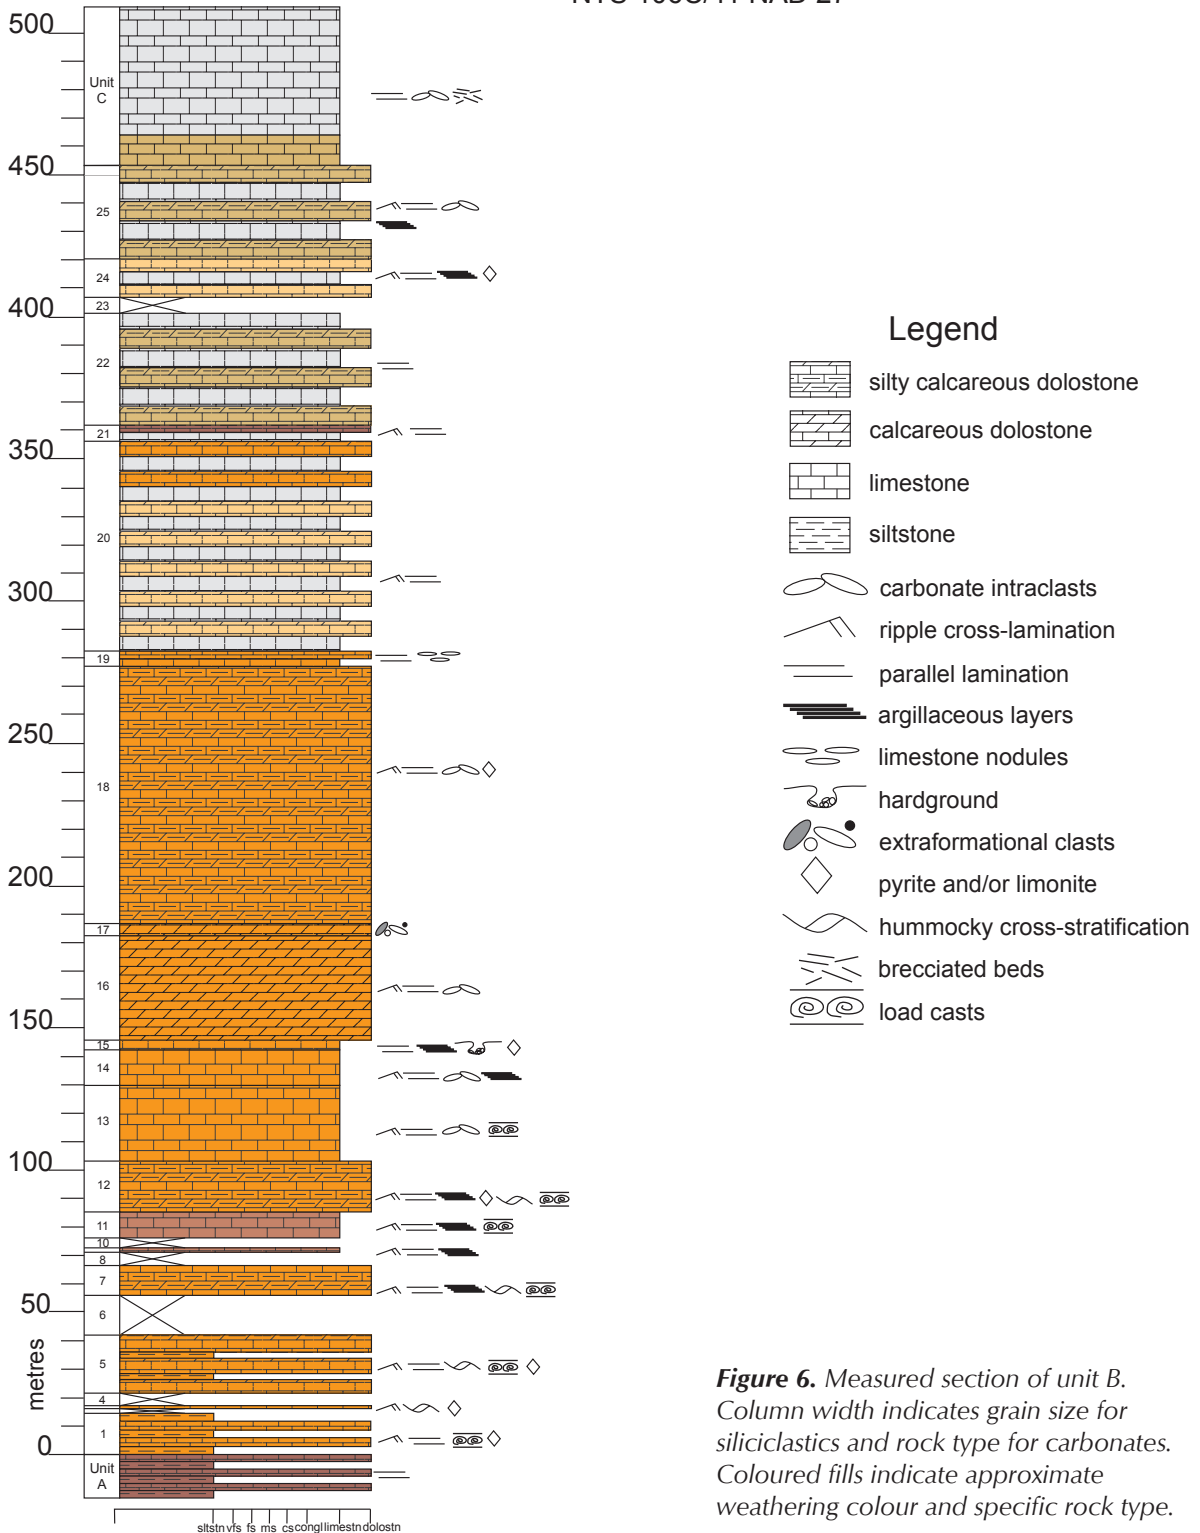 500
450
400
350
300
250
200
150
100
50
0
metres
Unit
C
25
24
23
22
21
20
19
18
17
16
15
14
13
12
11
10
8
7
6
5
4
1
Unit
A
sltstn vfs fs ms cs congl limestn dolostn
Legend
silty calcareous dolostone
calcareous dolostone
limestone
siltstone
carbonate intraclasts
ripple cross-lamination
parallel lamination
argillaceous layers
limestone nodules
hardground
extraformational clasts
pyrite and/or limonite
hummocky cross-stratification
brecciated beds
load casts
Figure 6. Measured section of unit B.
Column width indicates grain size for
siliciclastics and rock type for carbonates.
Coloured fills indicate approximate
weathering colour and specific rock type.